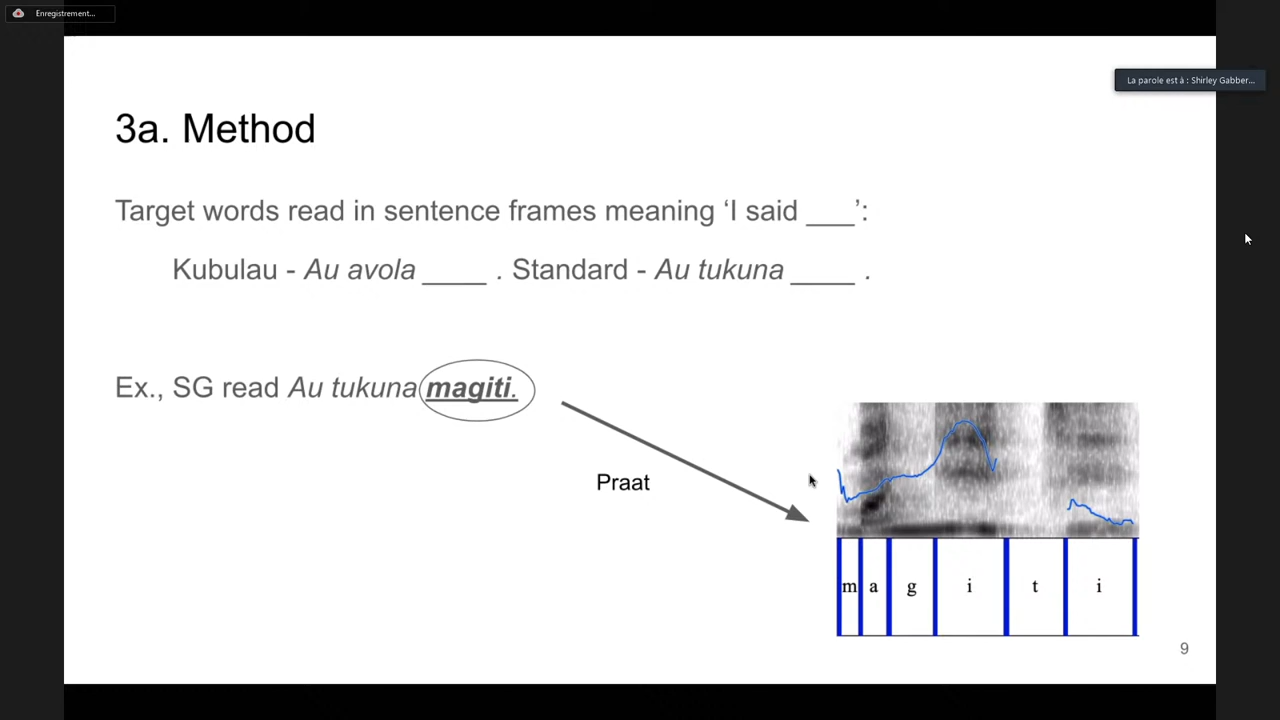 Enregistrement...
La parole est à : Shirley Gabber...
3a. Method
Target words read in sentence frames meaning ‘I said ___’:
Kubulau - Au avola ____ . Standard - Au tukuna ____ .
Ex., SG read Au tukuna magiti.
Praat
m a g i t i
9